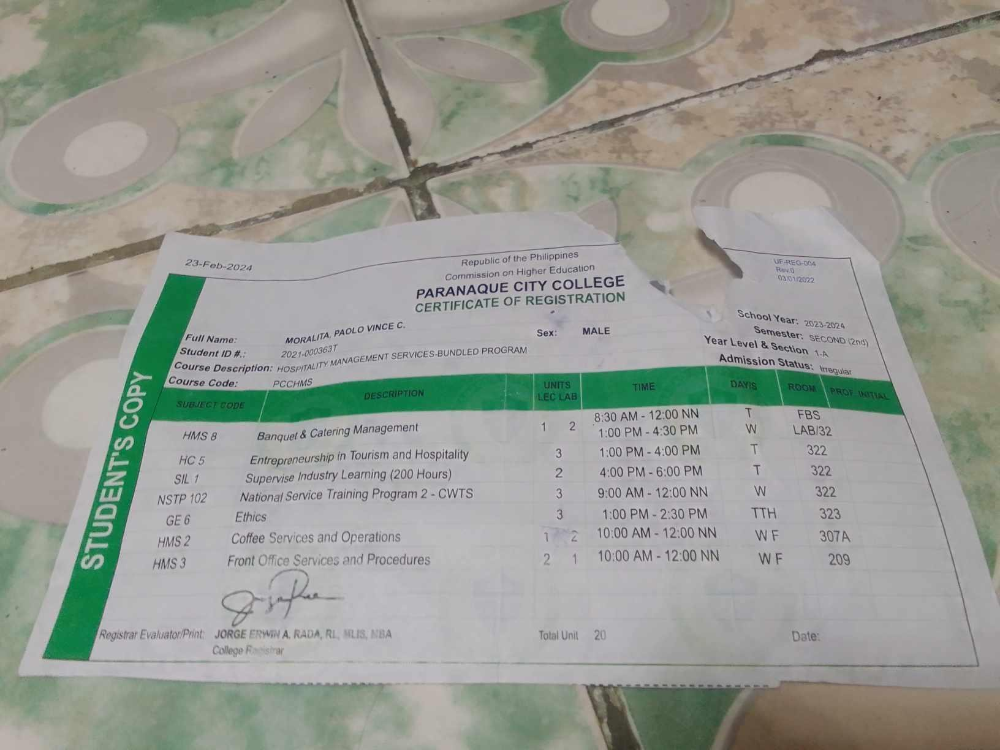 23-Feb-2024
Republic of the Philippines
Commission on Higher Education
PARANAQUE CITY COLLEGE
CERTIFICATE OF REGISTRATION
UF-REG-004
Rev.0
03/01/2022
Full Name: MORALITA, PAOLO VINCE C. Sex: MALE School Year: 2023-2024
Student ID #.: 2021-000363T Semester: SECOND (2nd)
Course Description: HOSPITALITY MANAGEMENT SERVICES-BUNDLED PROGRAM Year Level & Section 1-A
Course Code: PCCHMS Admission Status: Irregular
SUBJECT CODE DESCRIPTION UNITS LEC LAB TIME DAY/S ROOM PROF. INITIAL
HMS 8 Banquet & Catering Management 1 2 8:30 AM - 12:00 NN T FBS
1:00 PM - 4:30 PM W LAB/32
HC 5 Entrepreneurship in Tourism and Hospitality 3 1:00 PM - 4:00 PM T 322
SIL 1 Supervise Industry Learning (200 Hours) 2 4:00 PM - 6:00 PM T 322
NSTP 102 National Service Training Program 2 - CWTS 3 9:00 AM - 12:00 NN W 322
GE 6 Ethics 3 1:00 PM - 2:30 PM TTH 323
HMS 2 Coffee Services and Operations 1 2 10:00 AM - 12:00 NN W F 307A
HMS 3 Front Office Services and Procedures 2 1 10:00 AM - 12:00 NN W F 209
Registrar Evaluator/Print: JORGE ERWIN A. RADA, RL, MLIS, MBA Total Unit 20 Date:
College Registrar
STUDENT'S COPY